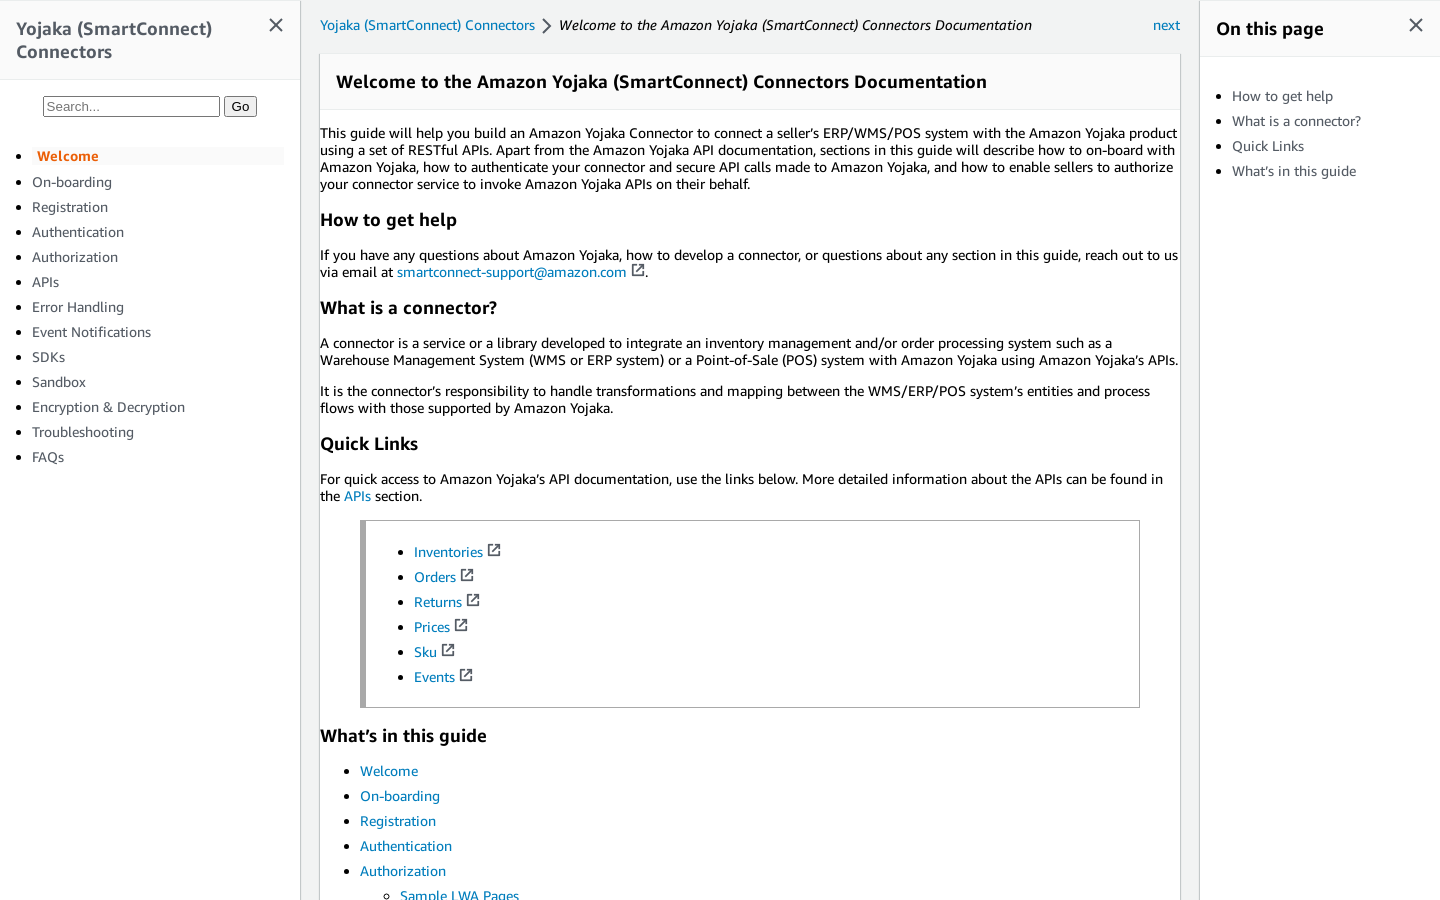 Yojaka (SmartConnect)
Connectors
Search...
Go
Welcome
On-boarding
Registration
Authentication
Authorization
APIs
Error Handling
Event Notifications
SDKs
Sandbox
Encryption & Decryption
Troubleshooting
FAQs
Yojaka (SmartConnect) Connectors Welcome to the Amazon Yojaka (SmartConnect) Connectors Documentation next
Welcome to the Amazon Yojaka (SmartConnect) Connectors Documentation
This guide will help you build an Amazon Yojaka Connector to connect a seller’s ERP/WMS/POS system with the Amazon Yojaka product
using a set of RESTful APIs. Apart from the Amazon Yojaka API documentation, sections in this guide will describe how to on-board with
Amazon Yojaka, how to authenticate your connector and secure API calls made to Amazon Yojaka, and how to enable sellers to authorize
your connector service to invoke Amazon Yojaka APIs on their behalf.
How to get help
If you have any questions about Amazon Yojaka, how to develop a connector, or questions about any section in this guide, reach out to us
via email at smartconnect-support@amazon.com .
What is a connector?
A connector is a service or a library developed to integrate an inventory management and/or order processing system such as a
Warehouse Management System (WMS or ERP system) or a Point-of-Sale (POS) system with Amazon Yojaka using Amazon Yojaka’s APIs.
It is the connector’s responsibility to handle transformations and mapping between the WMS/ERP/POS system’s entities and process
flows with those supported by Amazon Yojaka.
Quick Links
For quick access to Amazon Yojaka’s API documentation, use the links below. More detailed information about the APIs can be found in
the APIs section.
Inventories
Orders
Returns
Prices
Sku
Events
What’s in this guide
Welcome
On-boarding
Registration
Authentication
Authorization
Sample LWA Pages
On this page
How to get help
What is a connector?
Quick Links
What’s in this guide